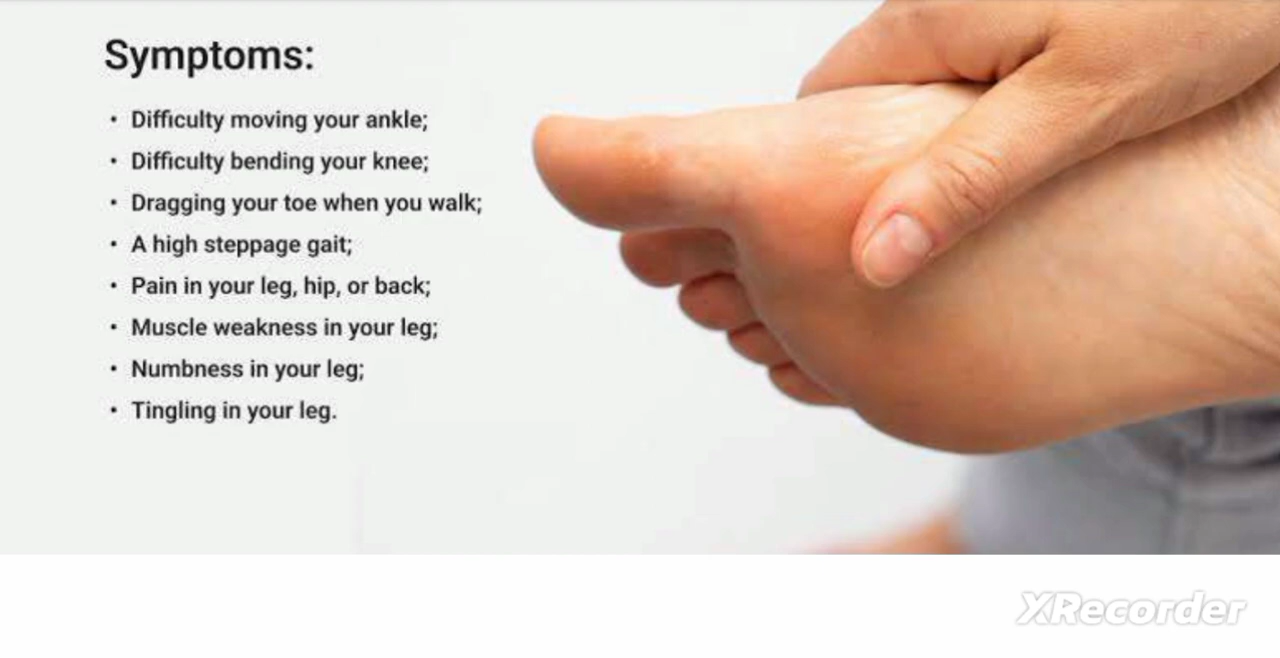 Symptoms:
• Difficulty moving your ankle;
• Difficulty bending your knee;
• Dragging your toe when you walk;
• A high steppage gait;
• Pain in your leg, hip, or back;
• Muscle weakness in your leg;
• Numbness in your leg;
• Tingling in your leg.
XRecorder